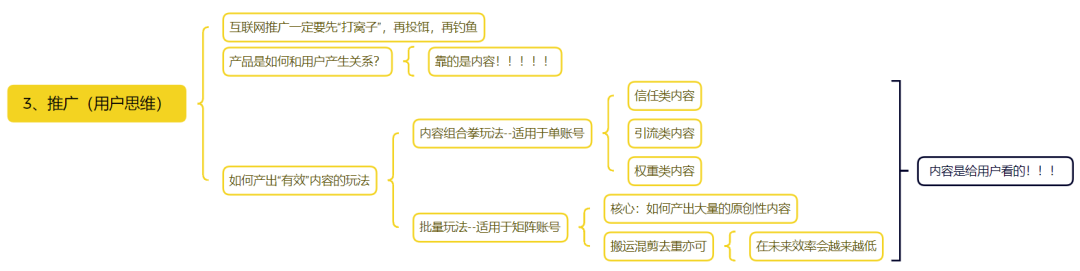 3、推广（用户思维）
互联网推广一定要先“打窝子”，再投饵，再钓鱼
产品是如何和用户产生关系？
靠的是内容！！！！！
如何产出“有效”内容的玩法
内容组合拳玩法--适用于单账号
信任类内容
引流类内容
权重类内容
批量玩法--适用于矩阵账号
核心：如何产出大量的原创性内容
搬运混剪去重亦可
在未来效率会越来越低
内容是给用户看的！！！